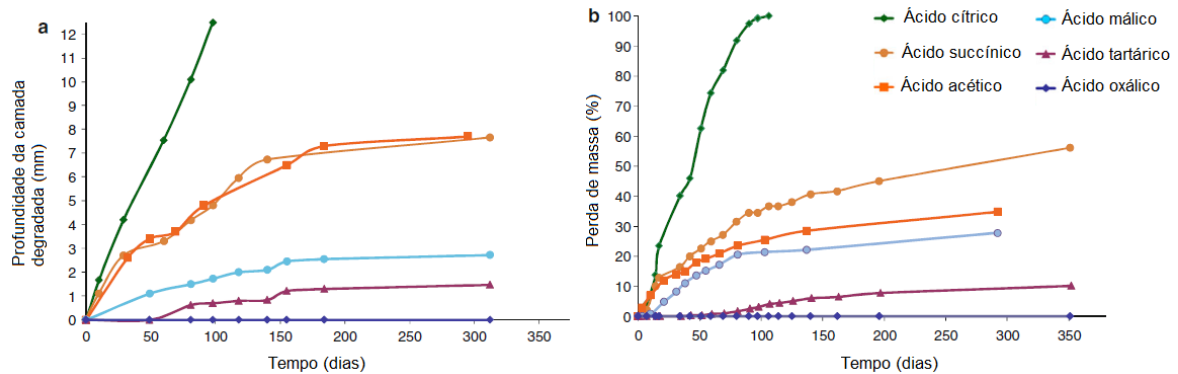 a
12
11
10
9
8
7
6
5
4
3
2
1
0
Profundidade da camada
degradada (mm)
0 50 100 150 200 250 300 350
Tempo (dias)
b
100
90
80
70
60
50
40
30
20
10
0
Perda de massa (%)
0 50 100 150 200 250 300 350
Tempo (dias)
Ácido cítrico
Ácido málico
Ácido succínico
Ácido tartárico
Ácido acético
Ácido oxálico